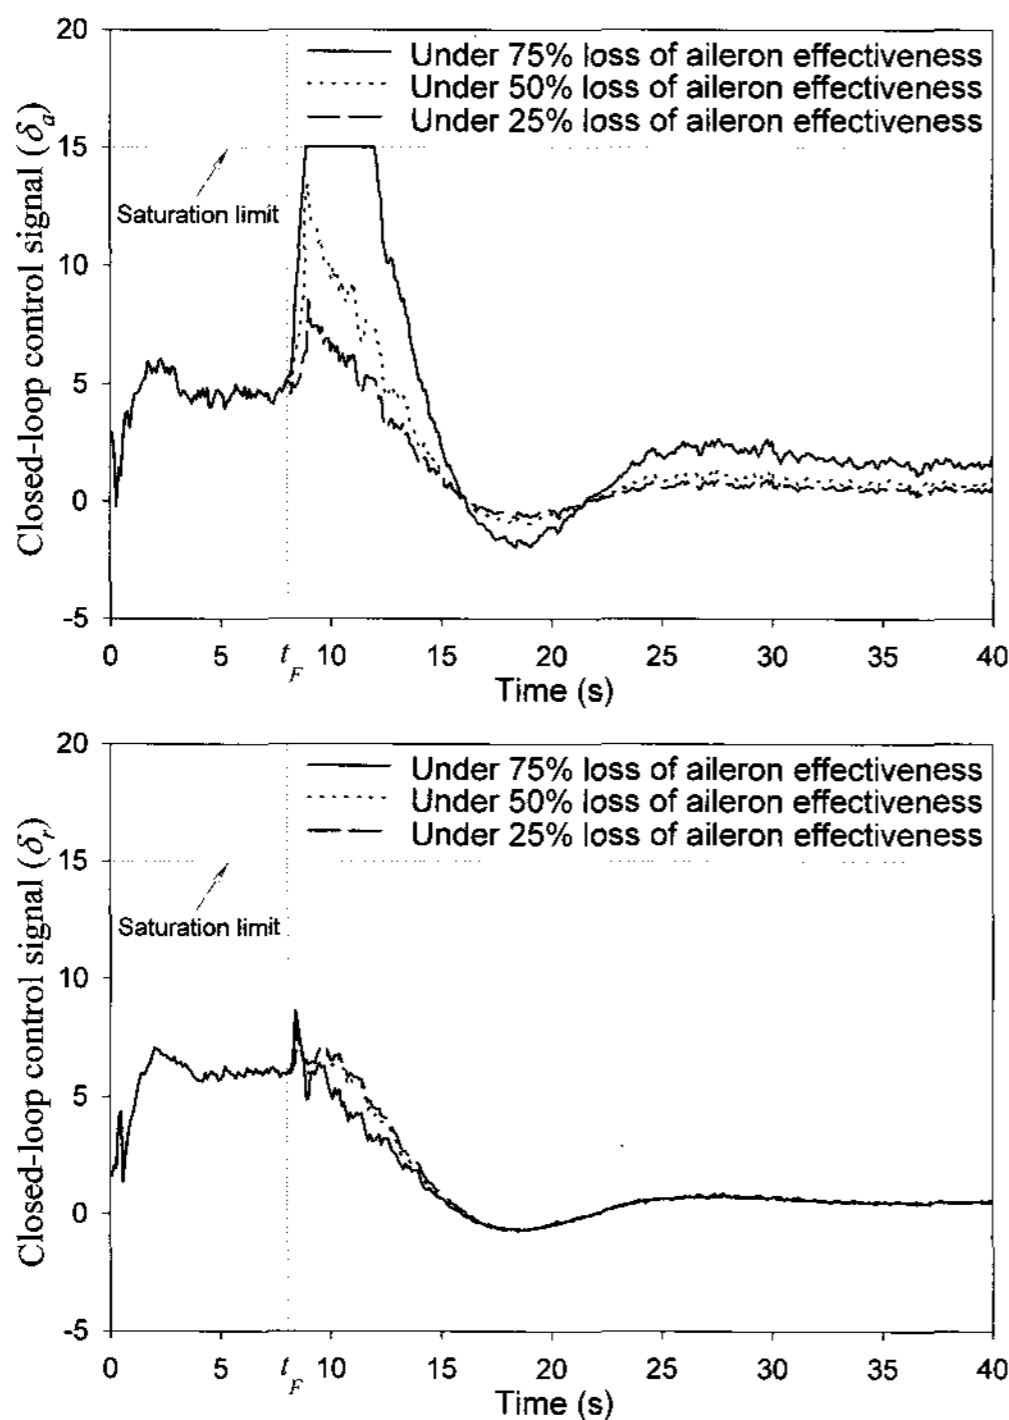 20
Under 75% loss of aileron effectiveness
Under 50% loss of aileron effectiveness
Under 25% loss of aileron effectiveness
15
Saturation limit
10
5
0
-5
Closed-loop control signal (δa)
0 5 tF 10 15 20 25 30 35 40
Time (s)
20
Under 75% loss of aileron effectiveness
Under 50% loss of aileron effectiveness
Under 25% loss of aileron effectiveness
15
Saturation limit
10
5
0
-5
Closed-loop control signal (δr)
0 5 tF 10 15 20 25 30 35 40
Time (s)